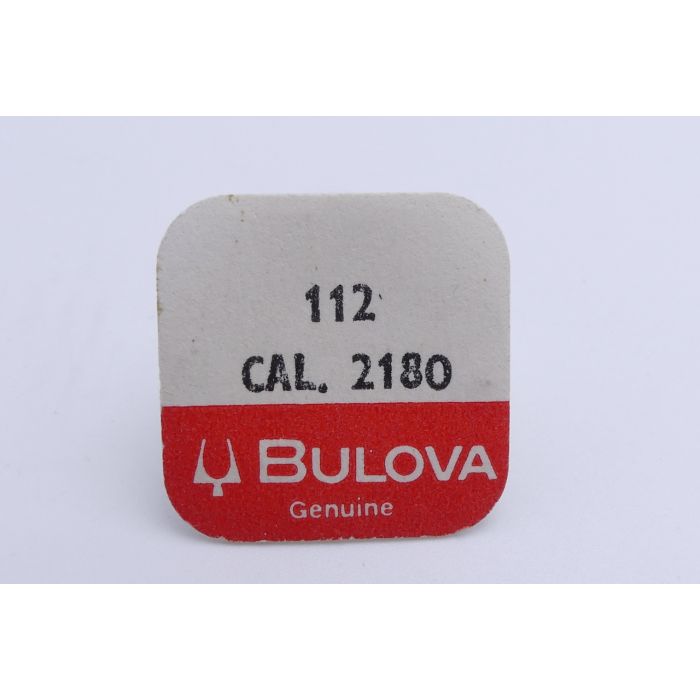 112
CAL. 2180
BULOVA
Genuine